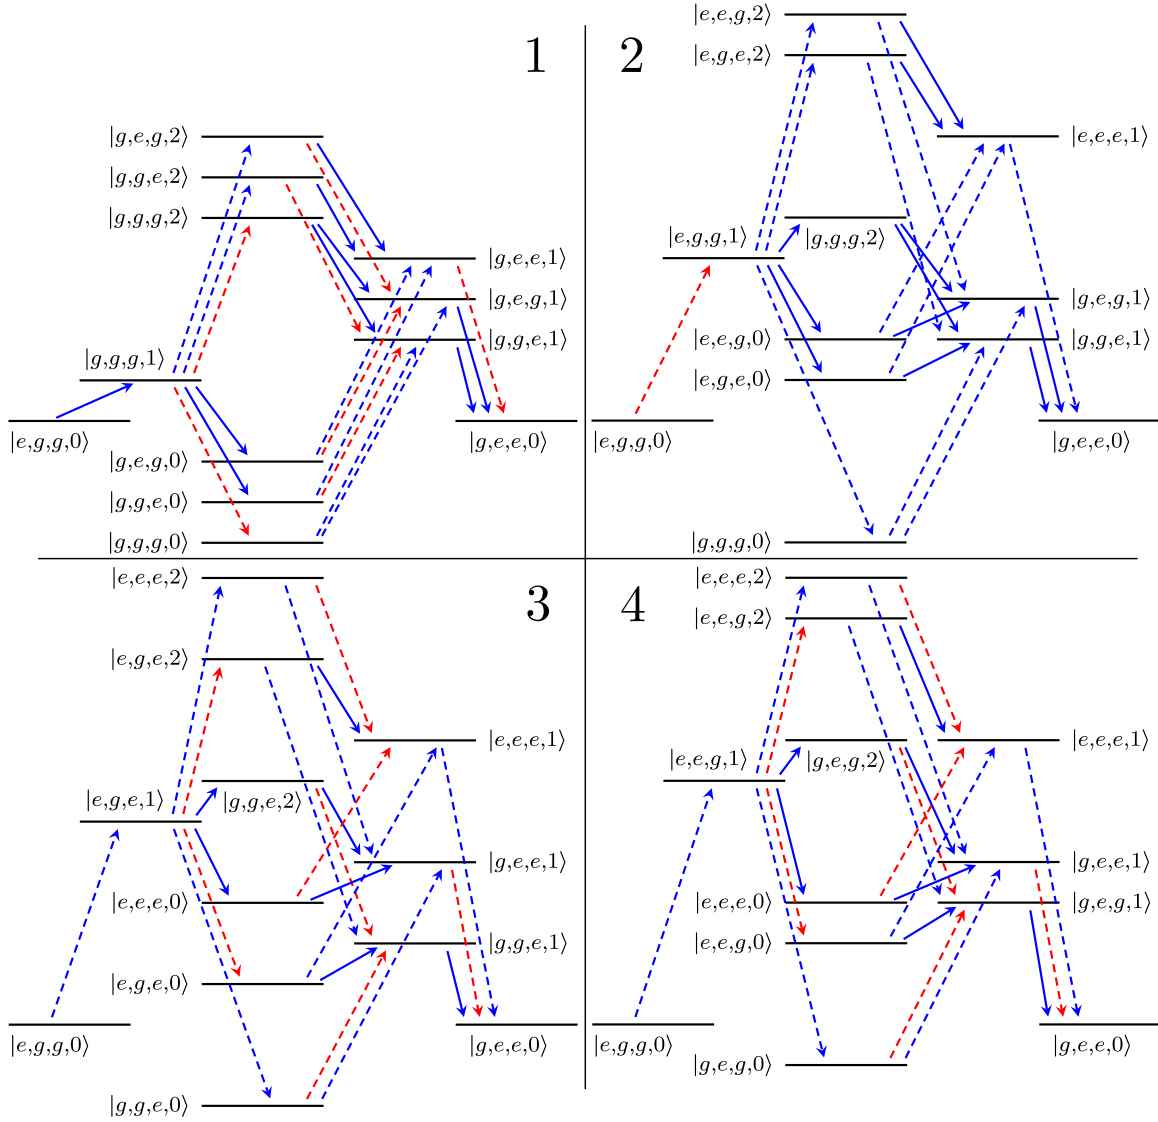 1
|g,e,g,2⟩
|g,g,e,2⟩
|g,g,g,2⟩
|g,e,e,1⟩
|g,e,g,1⟩
|g,g,e,1⟩
|g,g,g,1⟩
|e,g,g,0⟩
|g,e,e,0⟩
|g,e,g,0⟩
|g,g,e,0⟩
|g,g,g,0⟩
2
|e,e,g,2⟩
|e,g,e,2⟩
|e,e,e,1⟩
|e,g,g,1⟩
|g,g,g,2⟩
|g,e,g,1⟩
|e,e,g,0⟩
|g,g,e,1⟩
|e,g,e,0⟩
|e,g,g,0⟩
|g,e,e,0⟩
|g,g,g,0⟩
3
|e,e,e,2⟩
|e,g,e,2⟩
|e,e,e,1⟩
|e,g,e,1⟩
|g,g,e,2⟩
|g,e,e,1⟩
|e,e,e,0⟩
|g,g,e,1⟩
|e,g,e,0⟩
|e,g,g,0⟩
|g,e,e,0⟩
|g,g,e,0⟩
4
|e,e,e,2⟩
|e,e,g,2⟩
|e,e,e,1⟩
|e,e,g,1⟩
|g,e,g,2⟩
|g,e,e,1⟩
|e,e,e,0⟩
|g,e,g,1⟩
|e,e,g,0⟩
|e,g,g,0⟩
|g,e,e,0⟩
|g,e,g,0⟩